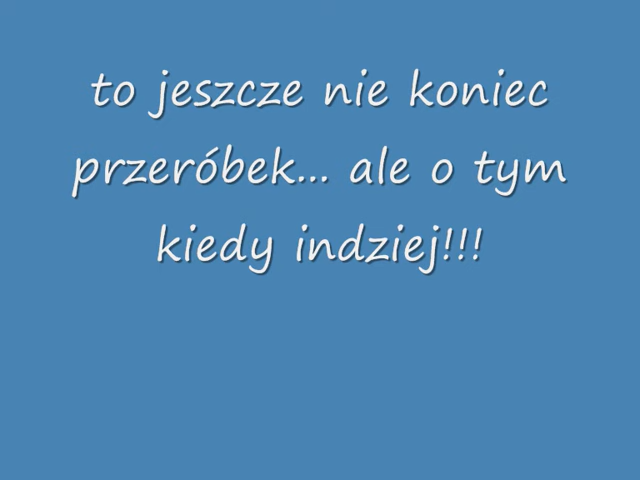 to jeszcze nie koniec
przeróbek... ale o tym
kiedy indziej!!!